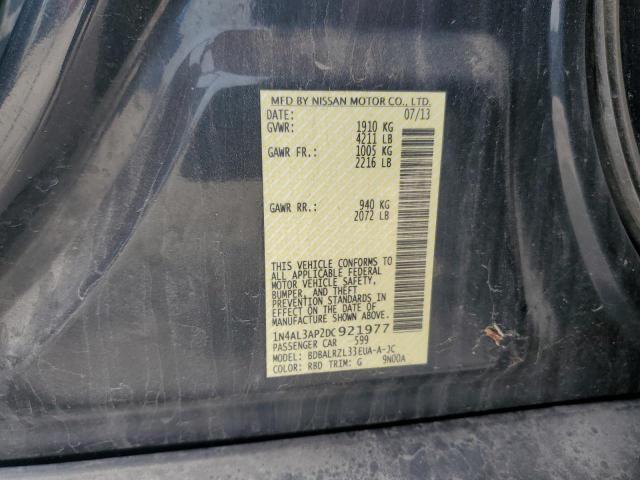 MFD BY NISSAN MOTOR CO., LTD.
DATE: 07/13
GVWR: 1910 KG
4211 LB
GAWR FR.: 1005 KG
2216 LB
GAWR RR.: 940 KG
2072 LB
THIS VEHICLE CONFORMS TO
ALL APPLICABLE FEDERAL
MOTOR VEHICLE SAFETY,
BUMPER, AND THEFT
PREVENTION STANDARDS IN
EFFECT ON THE DATE OF
MANUFACTURE SHOWN ABOVE.
1N4AL3AP2DC921977
PASSENGER CAR 599
MODEL: BDBALRZL33EUA-A-JC
COLOR: RBD TRIM: G 9N00A